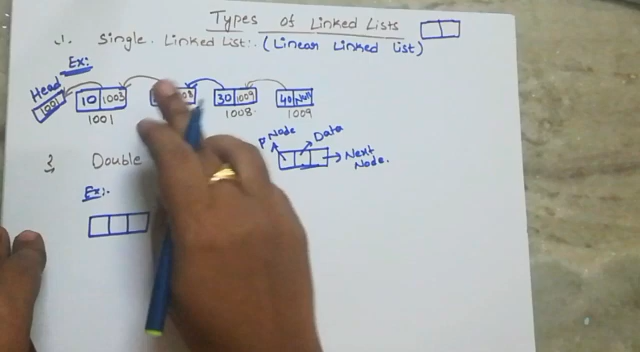 Types of Linked Lists
1. Single Linked List:. (Linear Linked List)
Ex:
Head
10 1003 30 1009 40 Null
1001 1008 1009
P Node Data Next Node.
2, Double
Ex:.